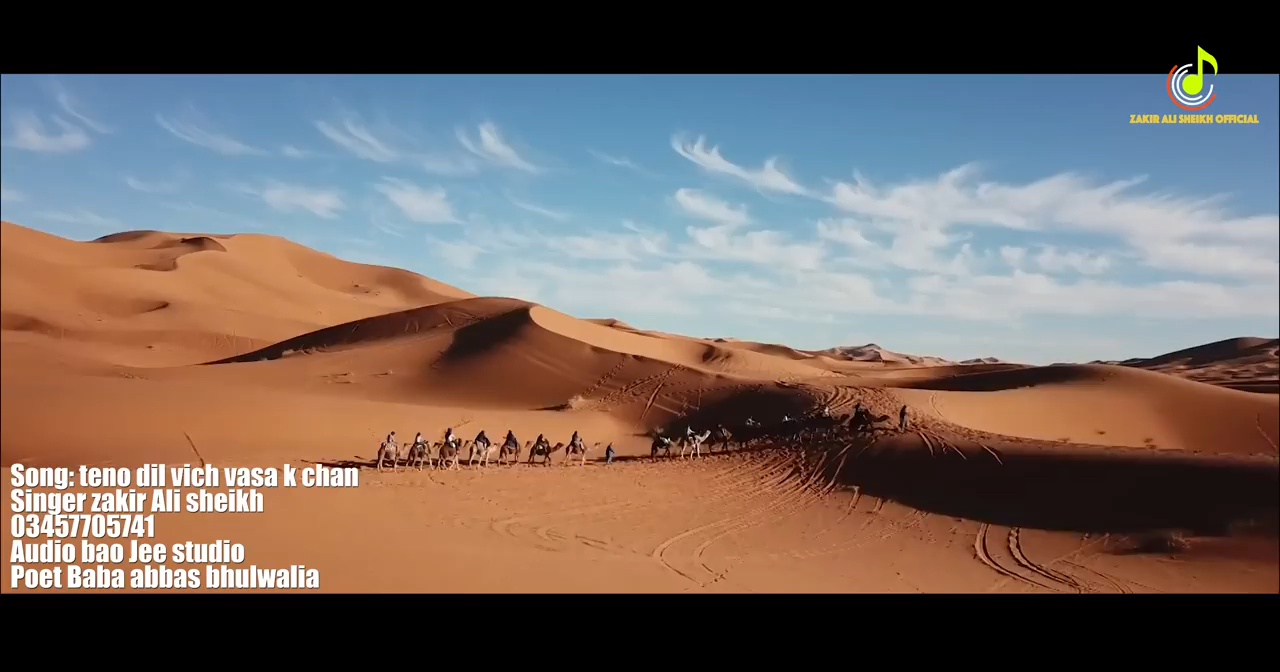 ZAKIR ALI SHEIKH OFFICIAL
Song: teno dil vich vasa k chan
Singer zakir Ali sheikh
03457705741
Audio bao Jee studio
Poet Baba abbas bhulwalia